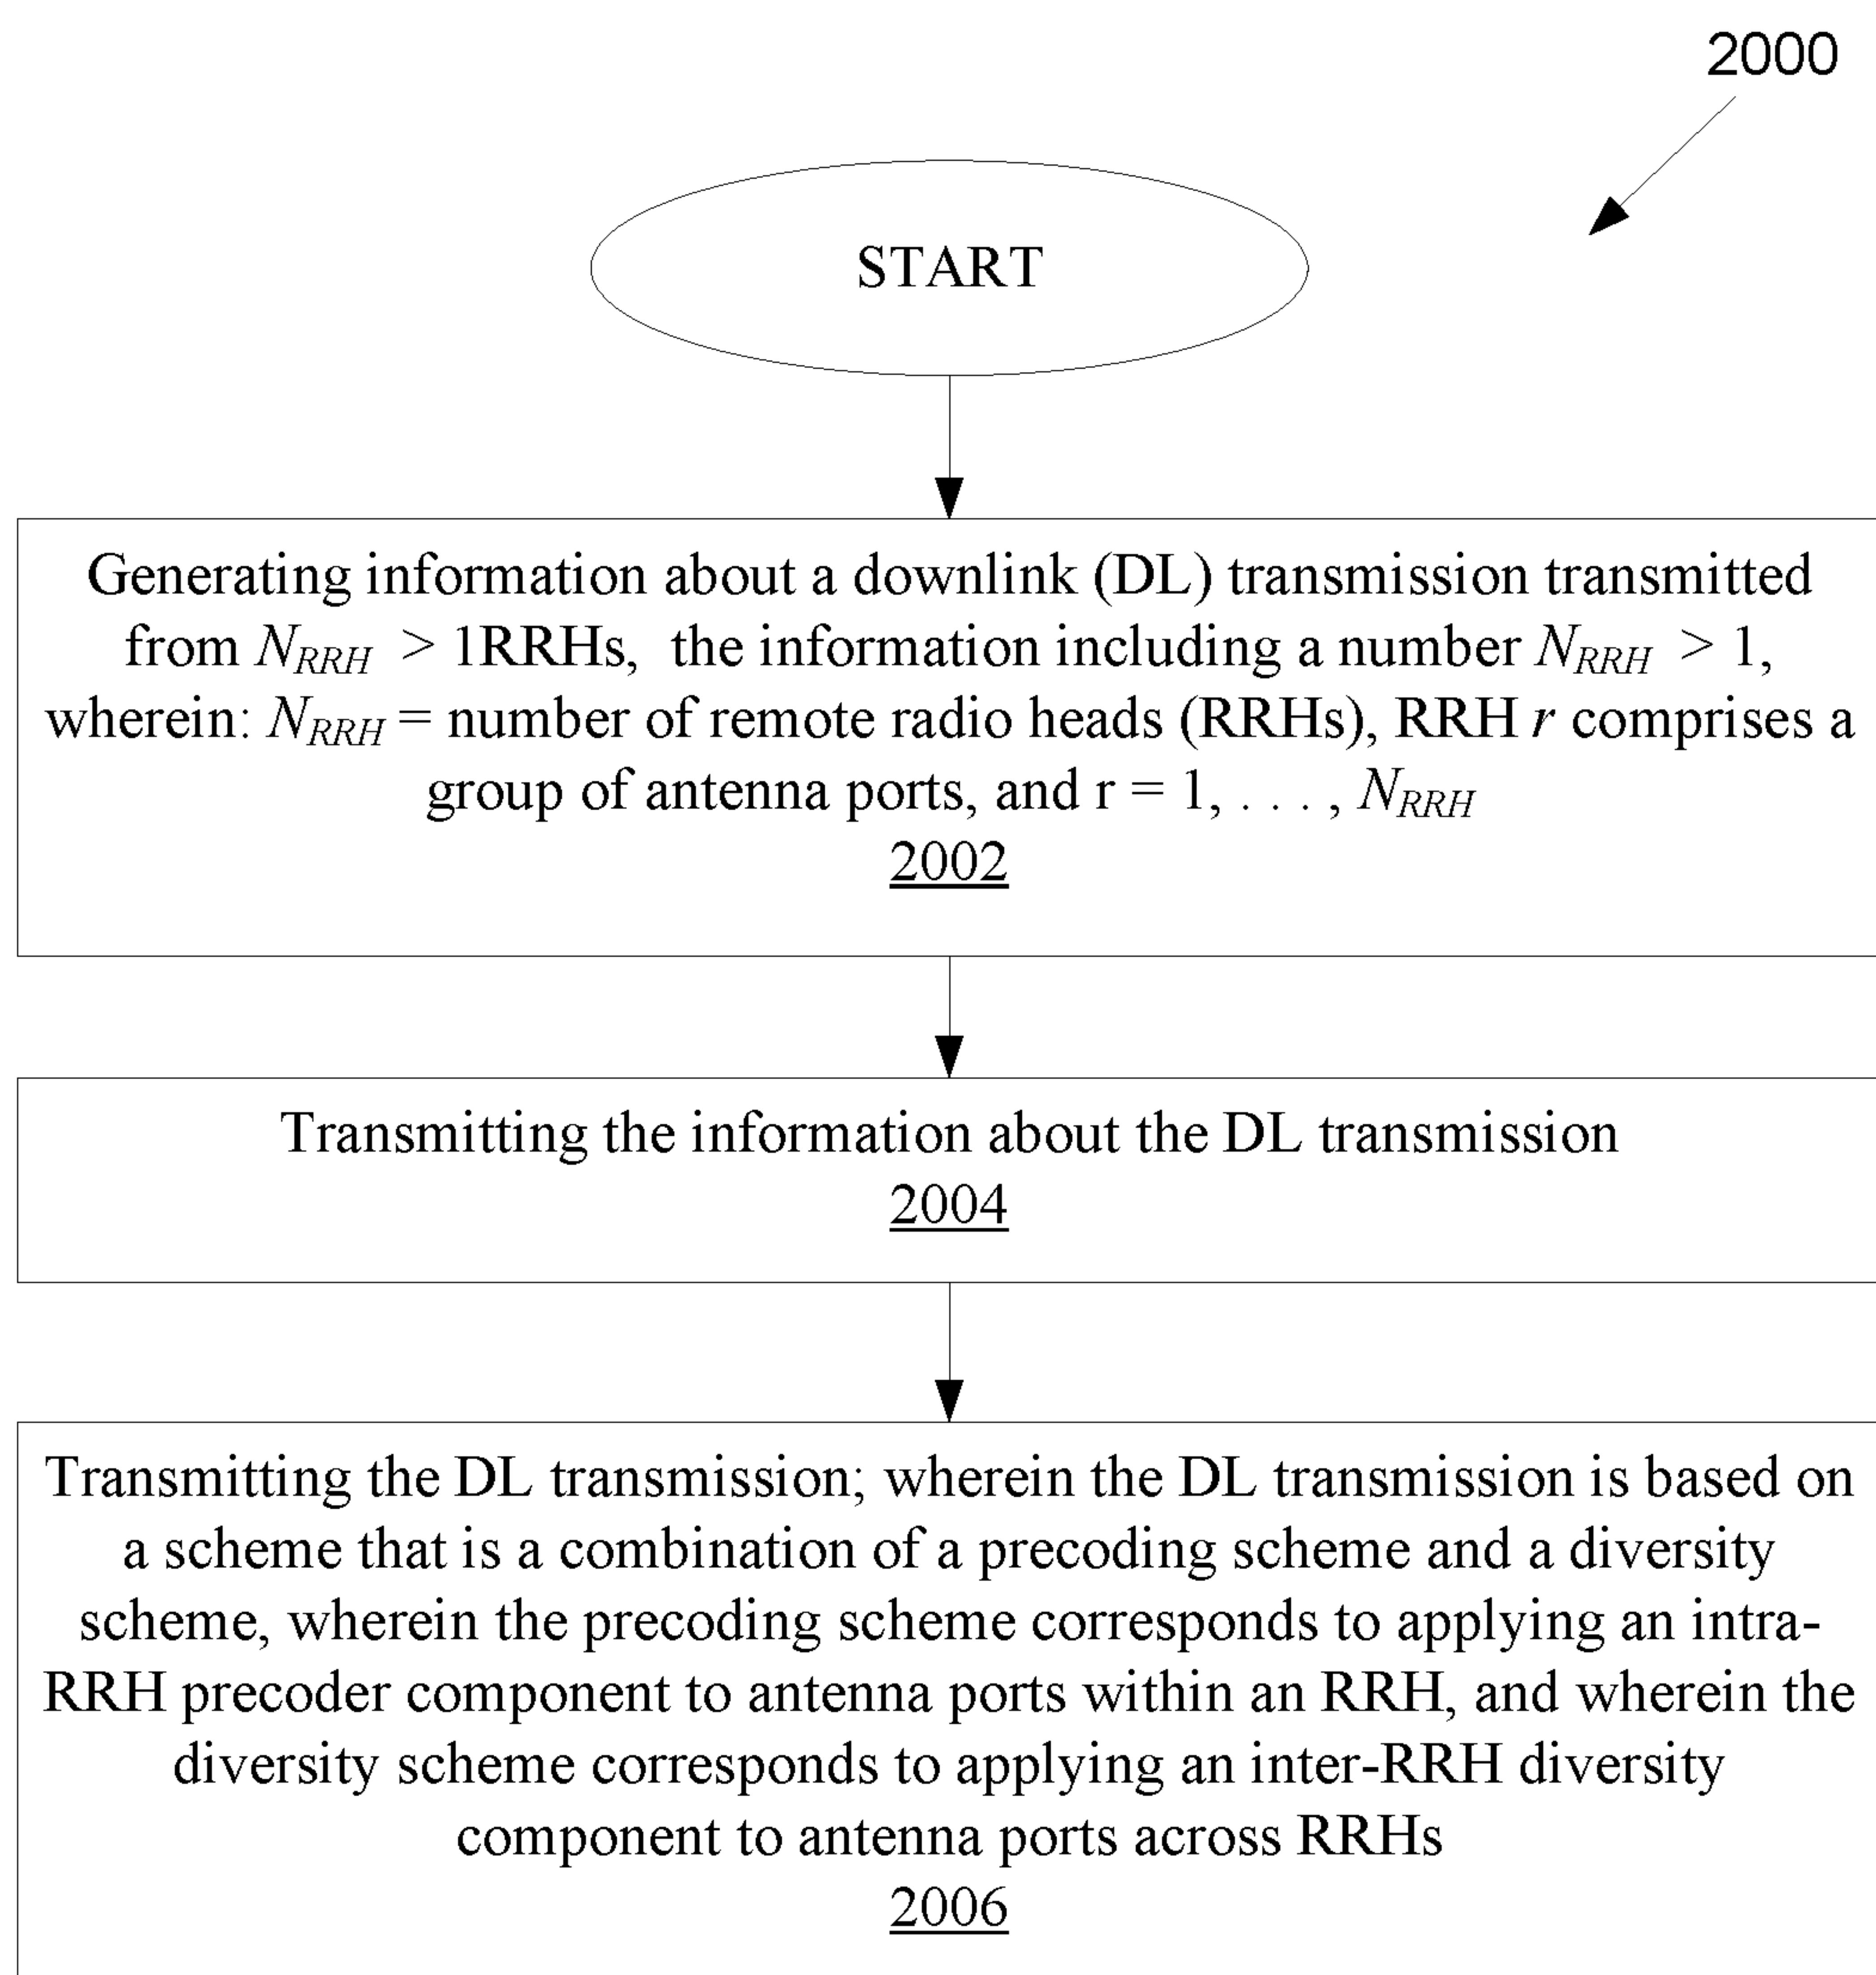 2000
START
Generating information about a downlink (DL) transmission transmitted
from N_RRH > 1RRHs, the information including a number N_RRH > 1,
wherein: N_RRH = number of remote radio heads (RRHs), RRH r comprises a
group of antenna ports, and r = 1, . . . , N_RRH
2002
Transmitting the information about the DL transmission
2004
Transmitting the DL transmission; wherein the DL transmission is based on
a scheme that is a combination of a precoding scheme and a diversity
scheme, wherein the precoding scheme corresponds to applying an intra-
RRH precoder component to antenna ports within an RRH, and wherein the
diversity scheme corresponds to applying an inter-RRH diversity
component to antenna ports across RRHs
2006